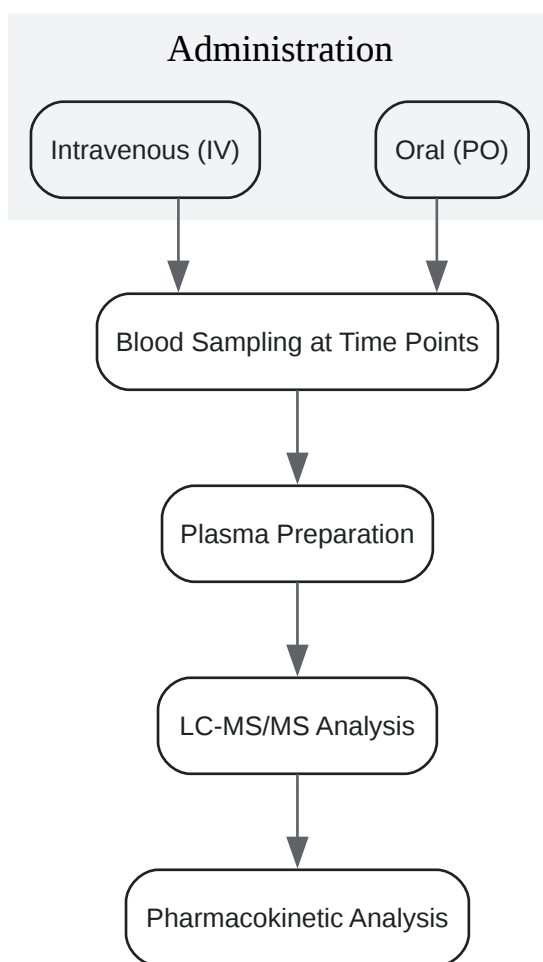 Administration
Intravenous (IV)
Oral (PO)
Blood Sampling at Time Points
Plasma Preparation
LC-MS/MS Analysis
Pharmacokinetic Analysis